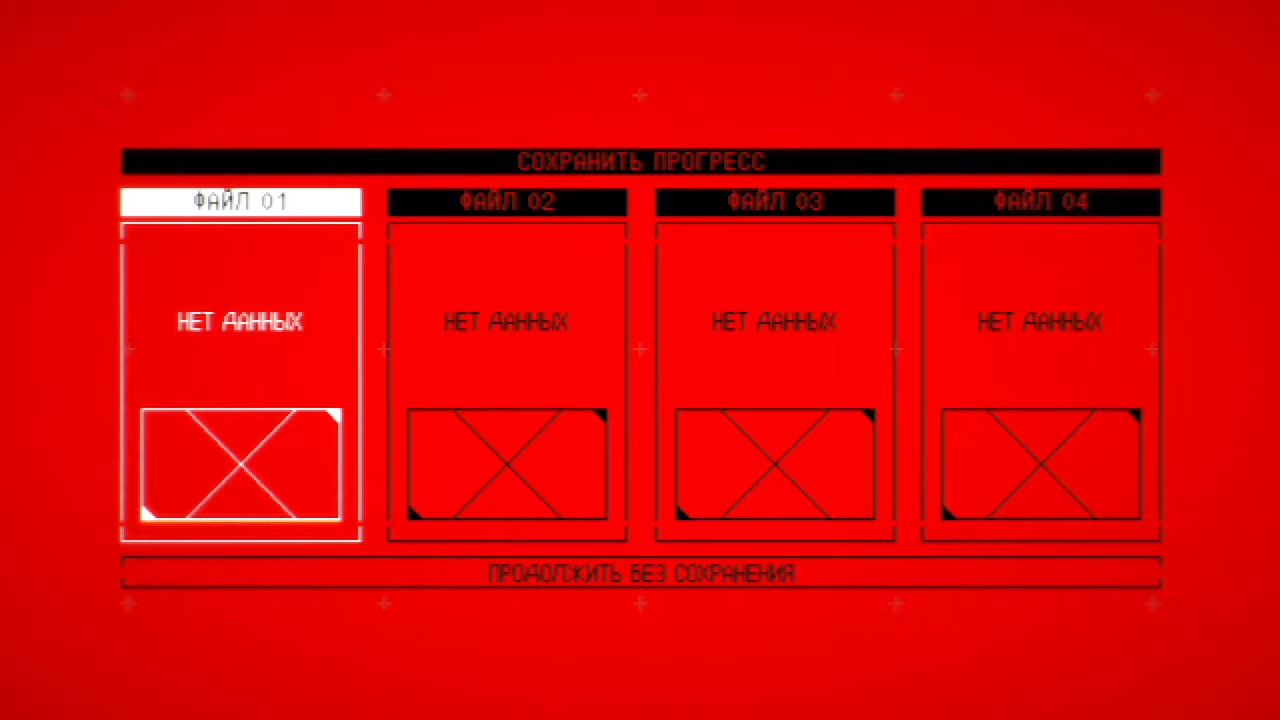 СОХРАНИТЬ ПРОГРЕСС
ФАЙЛ 01 ФАЙЛ 02 ФАЙЛ 03 ФАЙЛ 04
НЕТ ДАННЫХ НЕТ ДАННЫХ НЕТ ДАННЫХ НЕТ ДАННЫХ
ПРОДОЛЖИТЬ БЕЗ СОХРАНЕНИЯ